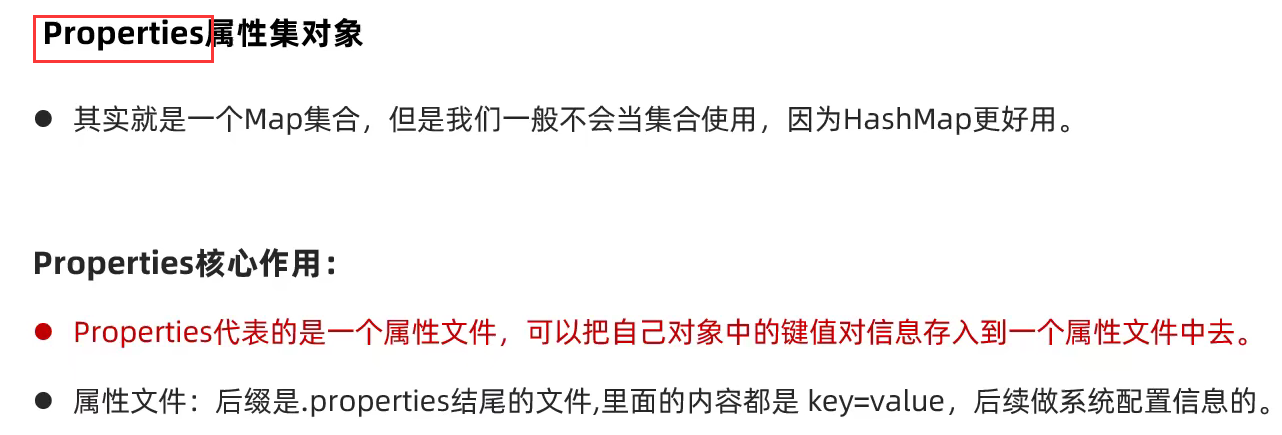 Properties属性集对象
● 其实就是一个Map集合，但是我们一般不会当集合使用，因为HashMap更好用。
Properties核心作用：
● Properties代表的是一个属性文件，可以把自己对象中的键值对信息存入到一个属性文件中去。
● 属性文件：后缀是.properties结尾的文件,里面的内容都是 key=value，后续做系统配置信息的。